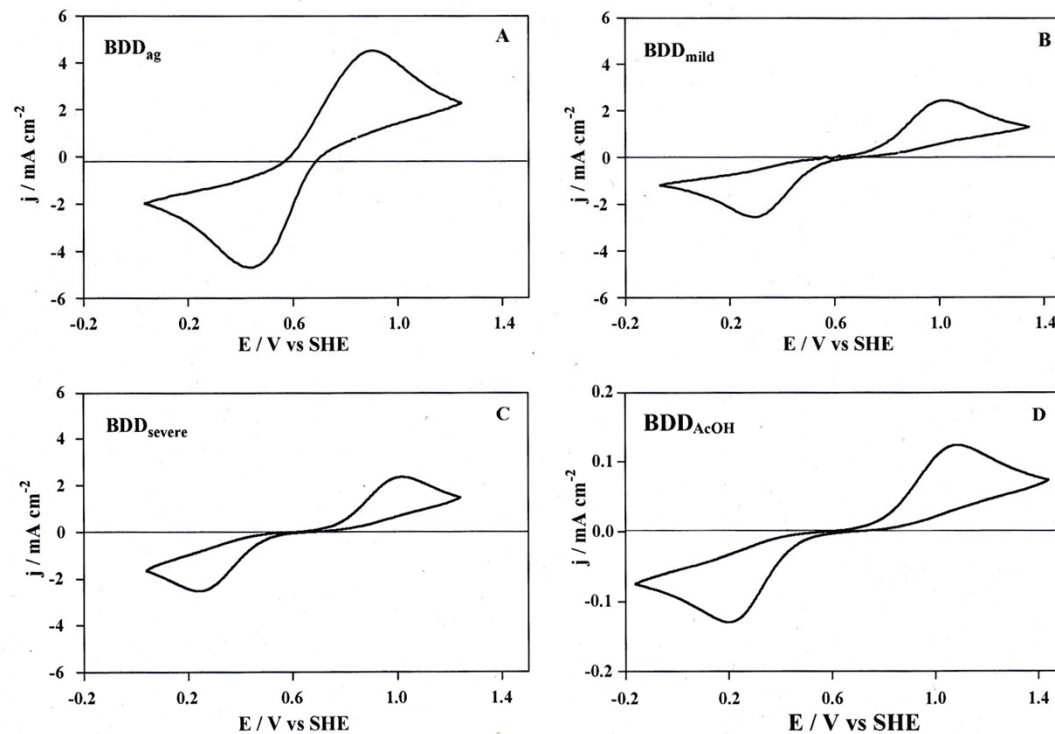 A
BDDag
6
4
2
0
-2
-4
-6
j / mA cm-2
-0.2 0.2 0.6 1.0 1.4
E / V vs SHE
B
BDDmild
6
4
2
0
-2
-4
-6
j / mA cm-2
-0.2 0.2 0.6 1.0 1.4
E / V vs SHE
C
BDDsevere
6
4
2
0
-2
-4
-6
j / mA cm-2
-0.2 0.2 0.6 1.0 1.4
E / V vs SHE
D
BDDAcOH
0.2
0.1
0.0
-0.1
-0.2
j / mA cm-2
-0.2 0.2 0.6 1.0 1.4
E / V vs SHE